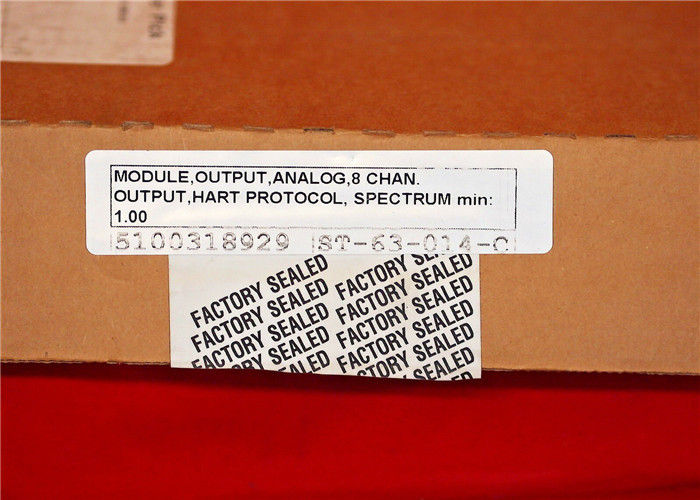 MODULE,OUTPUT,ANALOG,8 CHAN.
OUTPUT,HART PROTOCOL, SPECTRUM min:
1.00
5100318929 ST-63-014-C
FACTORY SEALED FACTORY SEALED
FACTORY SEALED FACTORY SEALED
FACTORY SEALED FACTORY SEALED
FACTORY SEALED FACTORY SEALED
FACTORY SEALED